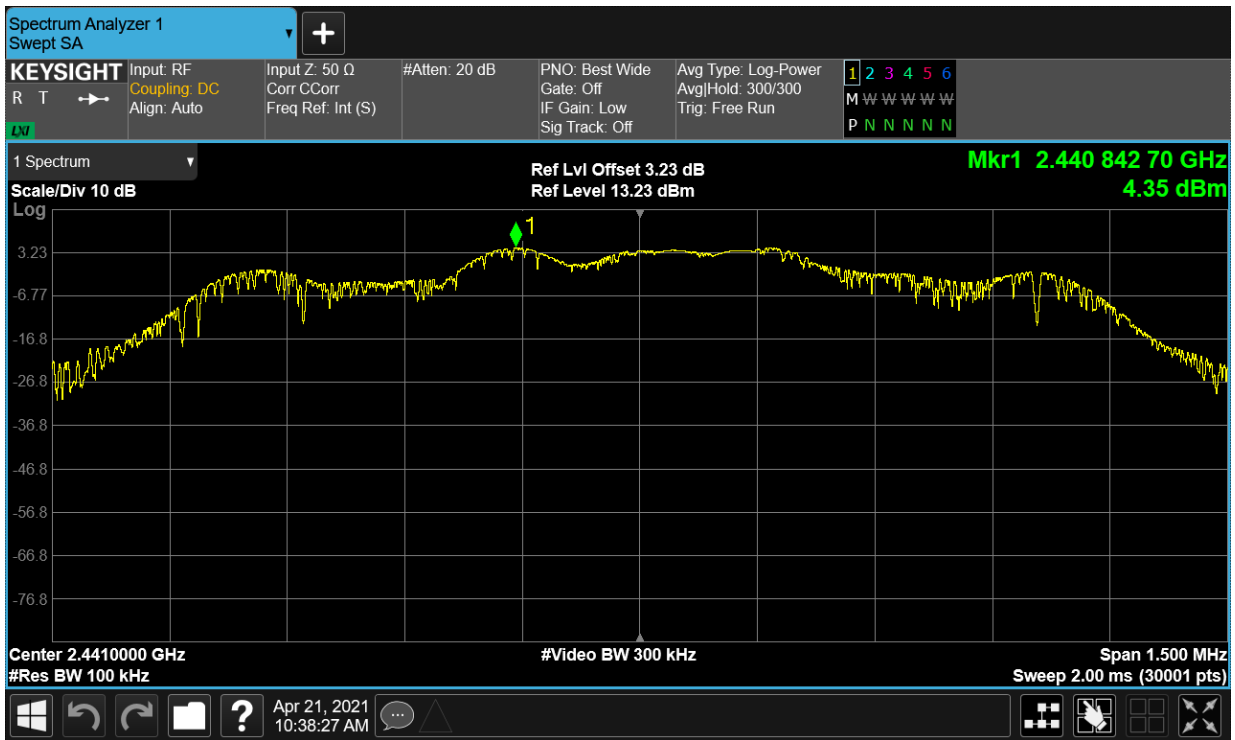 Spectrum Analyzer 1
Swept SA
KEYSIGHT
R T
LXI
Input: RF
Coupling: DC
Align: Auto
Input Z: 50 Ω
Corr CCorr
Freq Ref: Int (S)
#Atten: 20 dB
PNO: Best Wide
Gate: Off
IF Gain: Low
Sig Track: Off
Avg Type: Log-Power
Avg|Hold: 300/300
Trig: Free Run
1 2 3 4 5 6
M W W W W W
P N N N N N
1 Spectrum
Scale/Div 10 dB
Log
Ref Lvl Offset 3.23 dB
Ref Level 13.23 dBm
Mkr1 2.440 842 70 GHz
4.35 dBm
1
3.23
-6.77
-16.8
-26.8
-36.8
-46.8
-56.8
-66.8
-76.8
Center 2.4410000 GHz
#Res BW 100 kHz
#Video BW 300 kHz
Span 1.500 MHz
Sweep 2.00 ms (30001 pts)
?
Apr 21, 2021
10:38:27 AM